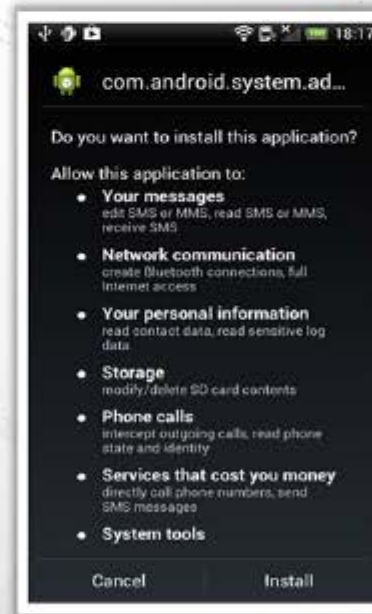 18:17
com.android.system.ad...
Do you want to install this application?
Allow this application to:
• Your messages
edit SMS or MMS, read SMS or MMS,
receive SMS
• Network communication
create Bluetooth connections, full
Internet access
• Your personal information
read contact data, read sensitive log
data
• Storage
modify/delete SD card contents
• Phone calls
intercept outgoing calls, read phone
state and identity
• Services that cost you money
directly call phone numbers, send
SMS messages
• System tools
Cancel Install